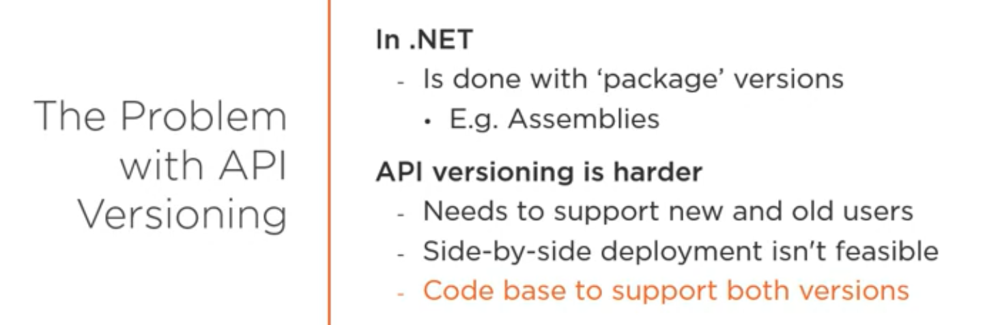 The Problem
with API
Versioning
In .NET
- Is done with ‘package’ versions
• E.g. Assemblies
API versioning is harder
- Needs to support new and old users
- Side-by-side deployment isn't feasible
- Code base to support both versions